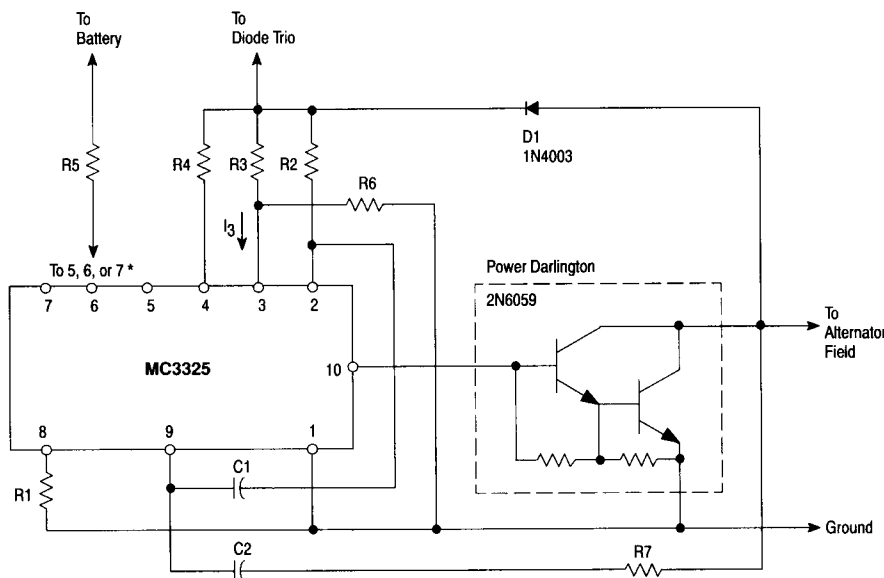 To
Battery
To
Diode Trio
D1
1N4003
R5
R4
R3
R2
R6
I3
To 5, 6, or 7 *
7
6
5
4
3
2
Power Darlington
2N6059
To
Alternator
Field
MC3325
10
8
9
1
R1
C1
C2
R7
Ground